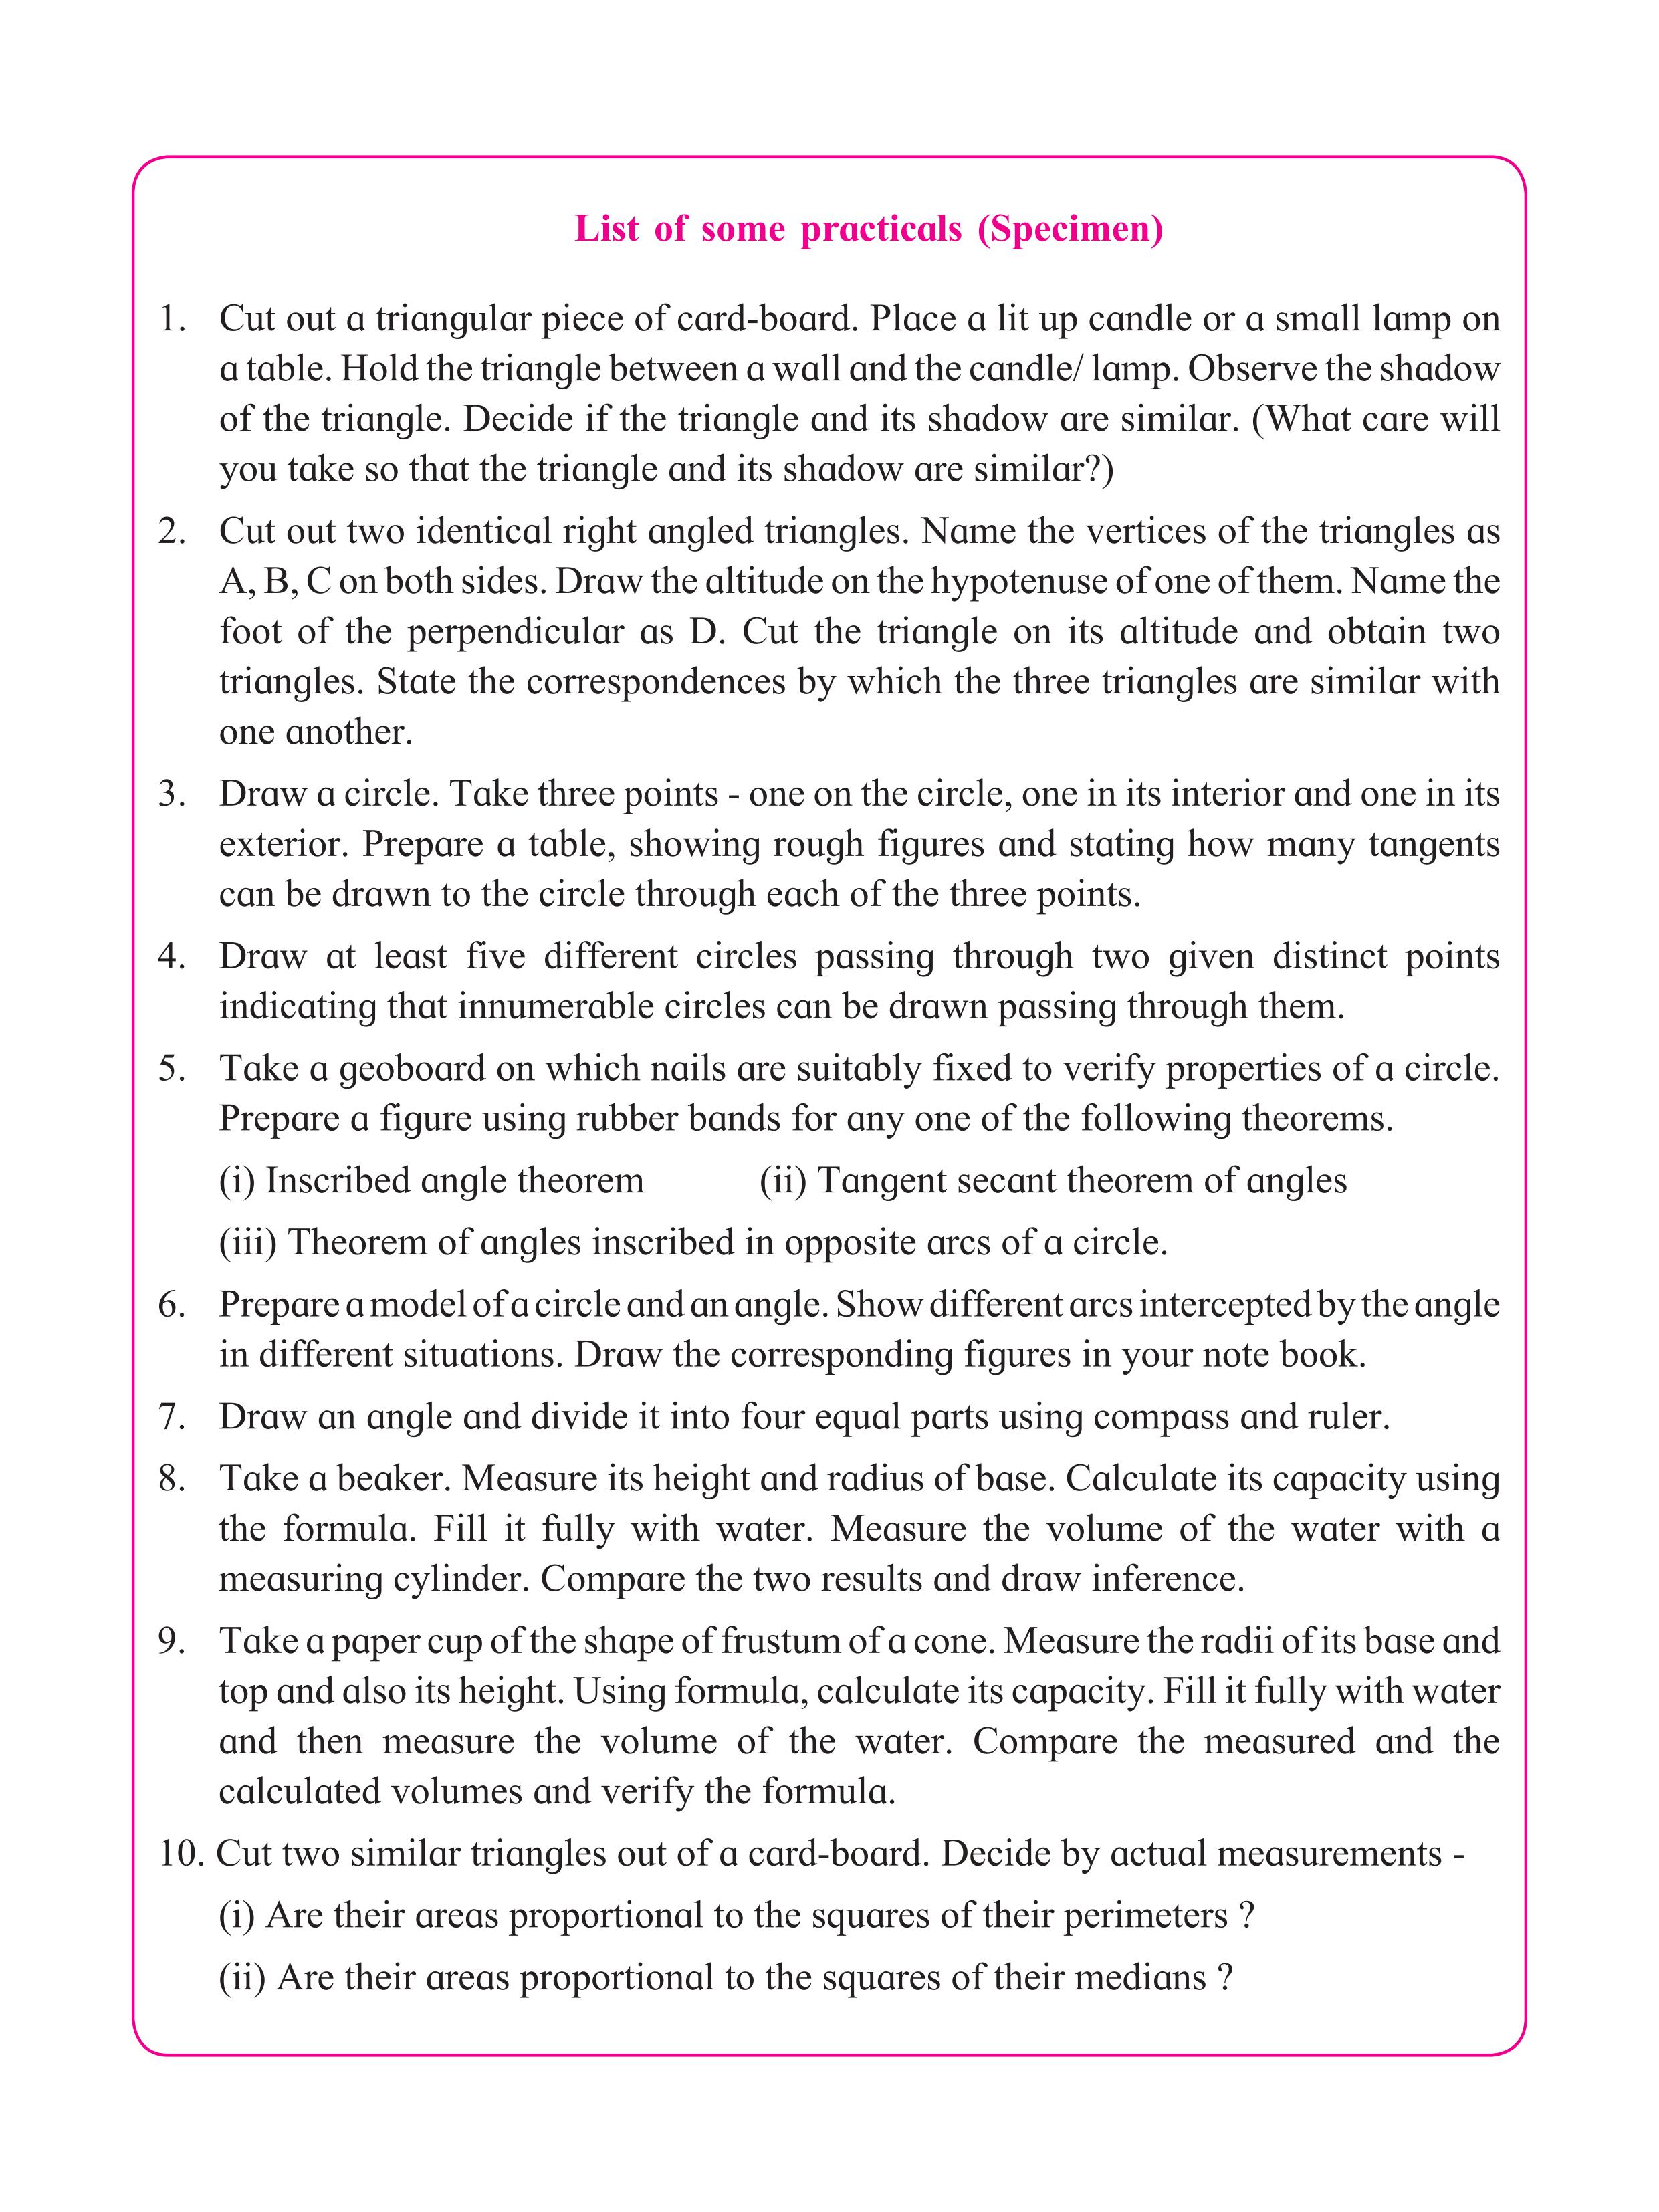 List of some practicals (Specimen)
1. Cut out a triangular piece of card-board. Place a lit up candle or a small lamp on
a table. Hold the triangle between a wall and the candle/ lamp. Observe the shadow
of the triangle. Decide if the triangle and its shadow are similar. (What care will
you take so that the triangle and its shadow are similar?)
2. Cut out two identical right angled triangles. Name the vertices of the triangles as
A, B, C on both sides. Draw the altitude on the hypotenuse of one of them. Name the
foot of the perpendicular as D. Cut the triangle on its altitude and obtain two
triangles. State the correspondences by which the three triangles are similar with
one another.
3. Draw a circle. Take three points - one on the circle, one in its interior and one in its
exterior. Prepare a table, showing rough figures and stating how many tangents
can be drawn to the circle through each of the three points.
4. Draw at least five different circles passing through two given distinct points
indicating that innumerable circles can be drawn passing through them.
5. Take a geoboard on which nails are suitably fixed to verify properties of a circle.
Prepare a figure using rubber bands for any one of the following theorems.
(i) Inscribed angle theorem (ii) Tangent secant theorem of angles
(iii) Theorem of angles inscribed in opposite arcs of a circle.
6. Prepare a model of a circle and an angle. Show different arcs intercepted by the angle
in different situations. Draw the corresponding figures in your note book.
7. Draw an angle and divide it into four equal parts using compass and ruler.
8. Take a beaker. Measure its height and radius of base. Calculate its capacity using
the formula. Fill it fully with water. Measure the volume of the water with a
measuring cylinder. Compare the two results and draw inference.
9. Take a paper cup of the shape of frustum of a cone. Measure the radii of its base and
top and also its height. Using formula, calculate its capacity. Fill it fully with water
and then measure the volume of the water. Compare the measured and the
calculated volumes and verify the formula.
10. Cut two similar triangles out of a card-board. Decide by actual measurements -
(i) Are their areas proportional to the squares of their perimeters ?
(ii) Are their areas proportional to the squares of their medians ?